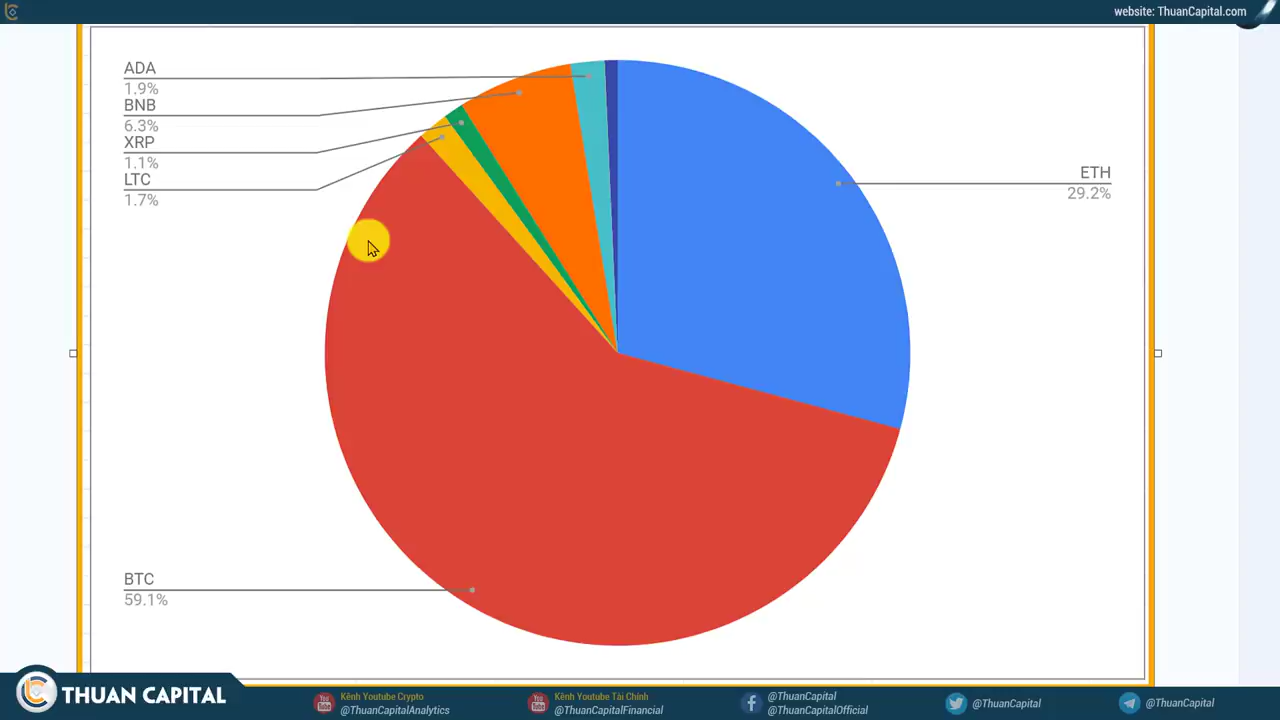 website: ThuanCapital.com
ADA
1.9%
BNB
6.3%
XRP
1.1%
LTC
1.7%
ETH
29.2%
BTC
59.1%
THUAN CAPITAL
Kênh Youtube Crypto
@ThuanCapitalAnalytics
Kênh Youtube Tài Chính
@ThuanCapitalFinancial
@ThuanCapital
@ThuanCapitalOfficial
@ThuanCapital
@ThuanCapital